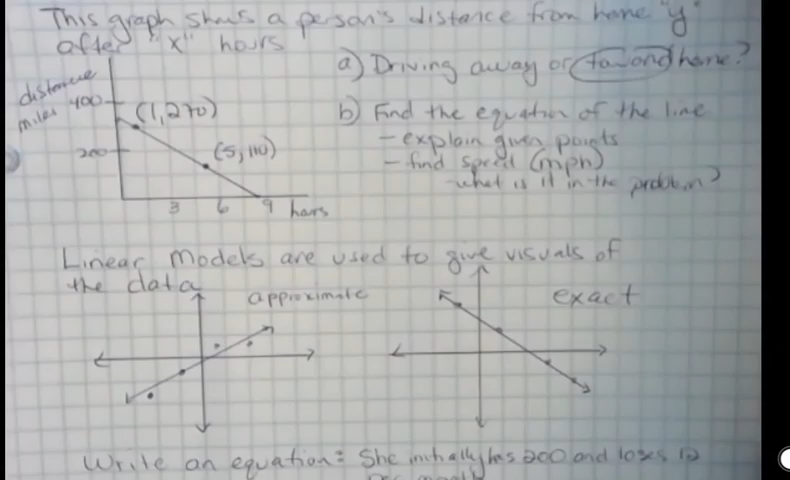 This graph shows a person's distance from home "y"
after "x" hours
a) Driving away or toward home?
distance
miles
400
(1,270)
b) Find the equation of the line
- explain given points
200
(5,110)
- find speed (mph)
- what is it in the problem?
3 6 9 hours
Linear models are used to give visuals of
the data
approximate
exact
Write an equation: She initially has 200 and loses 12